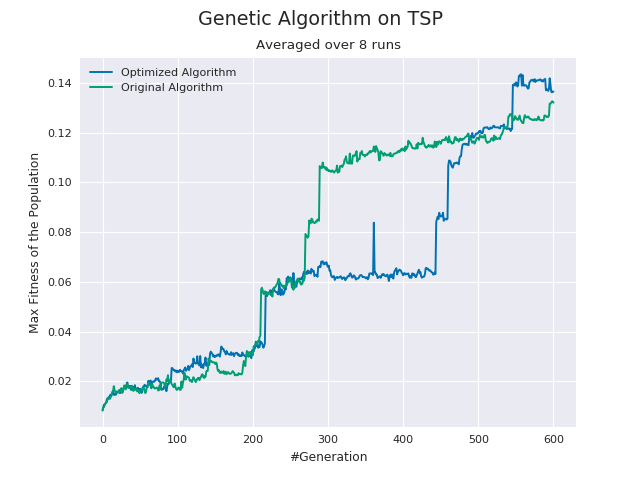 Genetic Algorithm on TSP
Averaged over 8 runs
Optimized Algorithm
Original Algorithm
Max Fitness of the Population
0.14
0.12
0.10
0.08
0.06
0.04
0.02
0 100 200 300 400 500 600
#Generation